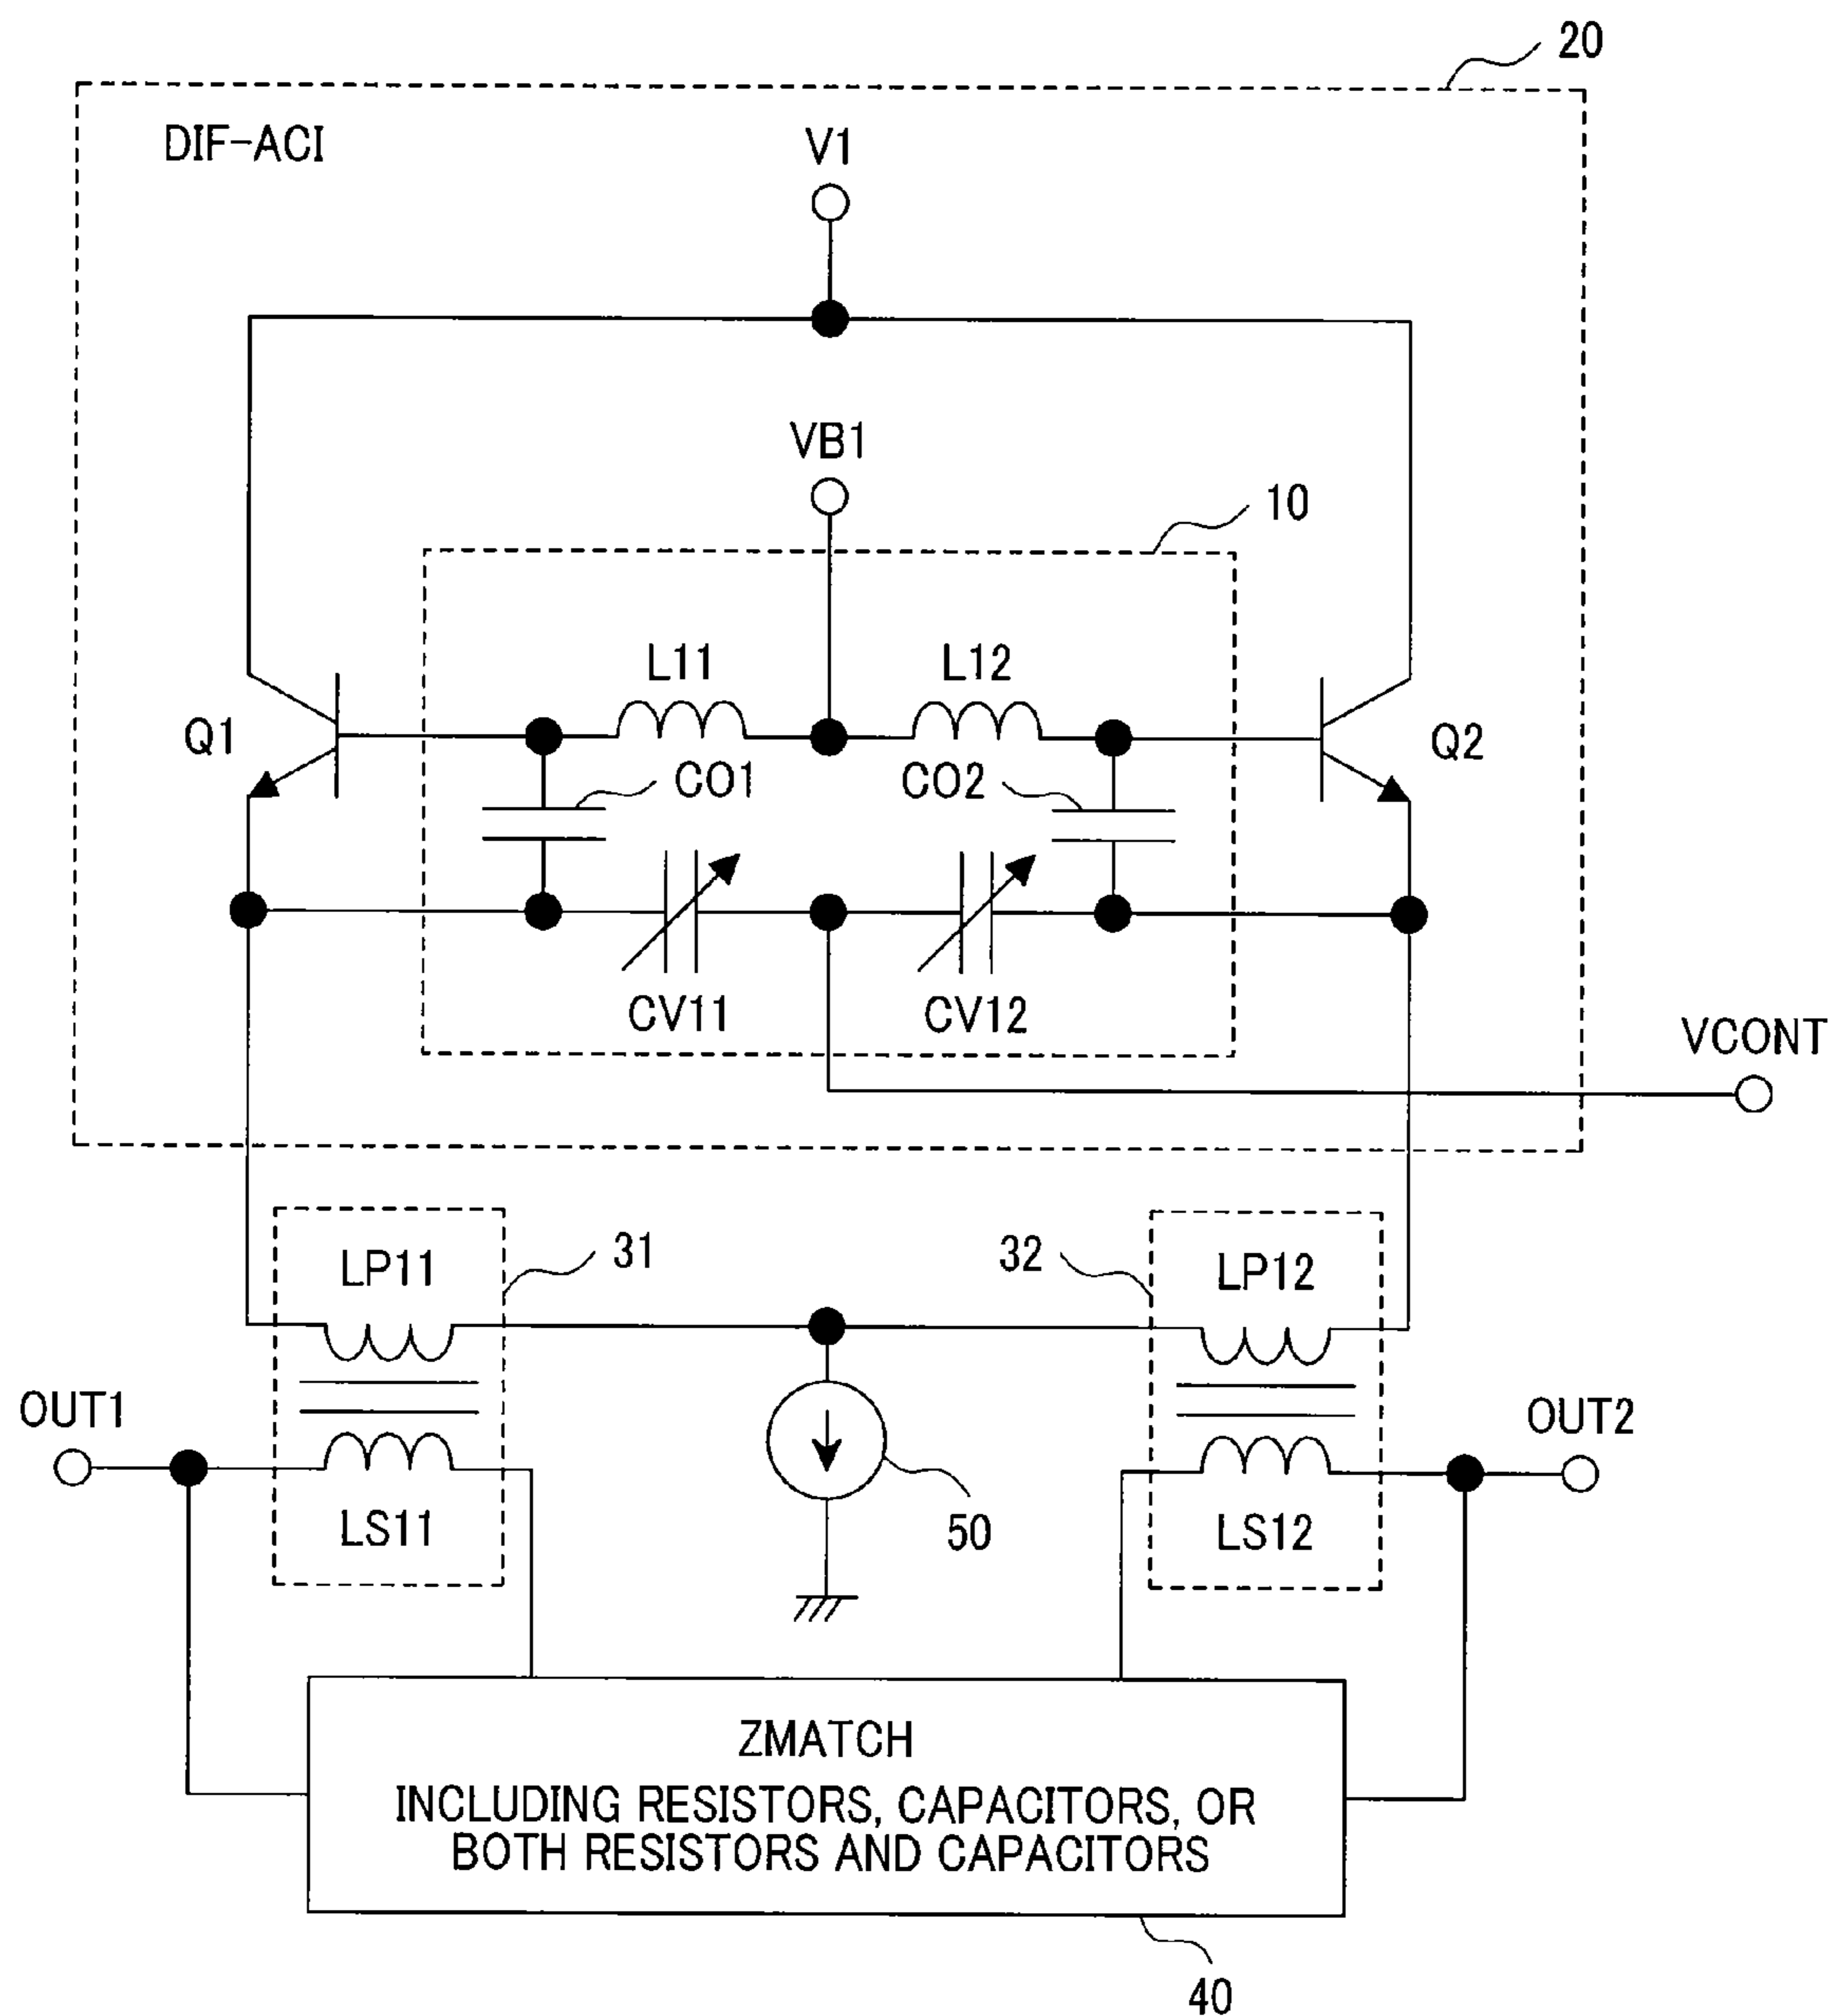 20
DIF-ACI
V1
VB1
10
L11
L12
Q1
Q2
CO1
CO2
CV11
CV12
VCONT
LP11
31
32
LP12
OUT1
OUT2
LS11
50
LS12
ZMATCH
INCLUDING RESISTORS, CAPACITORS, OR
BOTH RESISTORS AND CAPACITORS
40